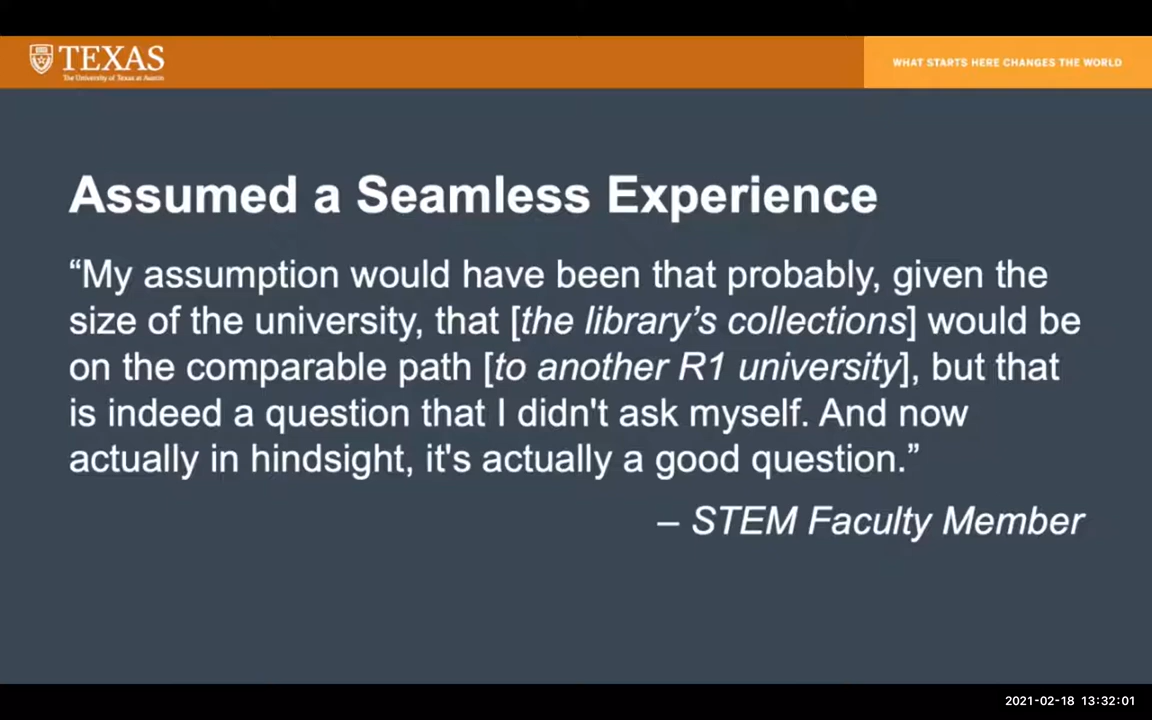 TEXAS
The University of Texas at Austin
WHAT STARTS HERE CHANGES THE WORLD
Assumed a Seamless Experience
“My assumption would have been that probably, given the
size of the university, that [the library’s collections] would be
on the comparable path [to another R1 university], but that
is indeed a question that I didn't ask myself. And now
actually in hindsight, it's actually a good question.”
– STEM Faculty Member
2021-02-18 13:32:01